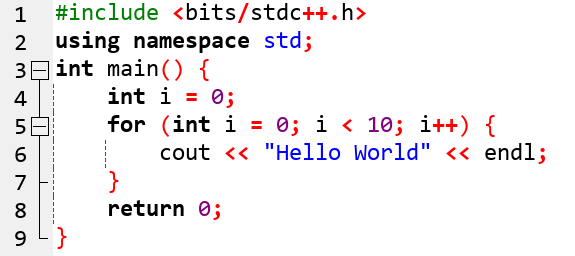 1 #include <bits/stdc++.h>
2 using namespace std;
3 int main() {
4     int i = 0;
5     for (int i = 0; i < 10; i++) {
6         cout << "Hello World" << endl;
7     }
8     return 0;
9 }